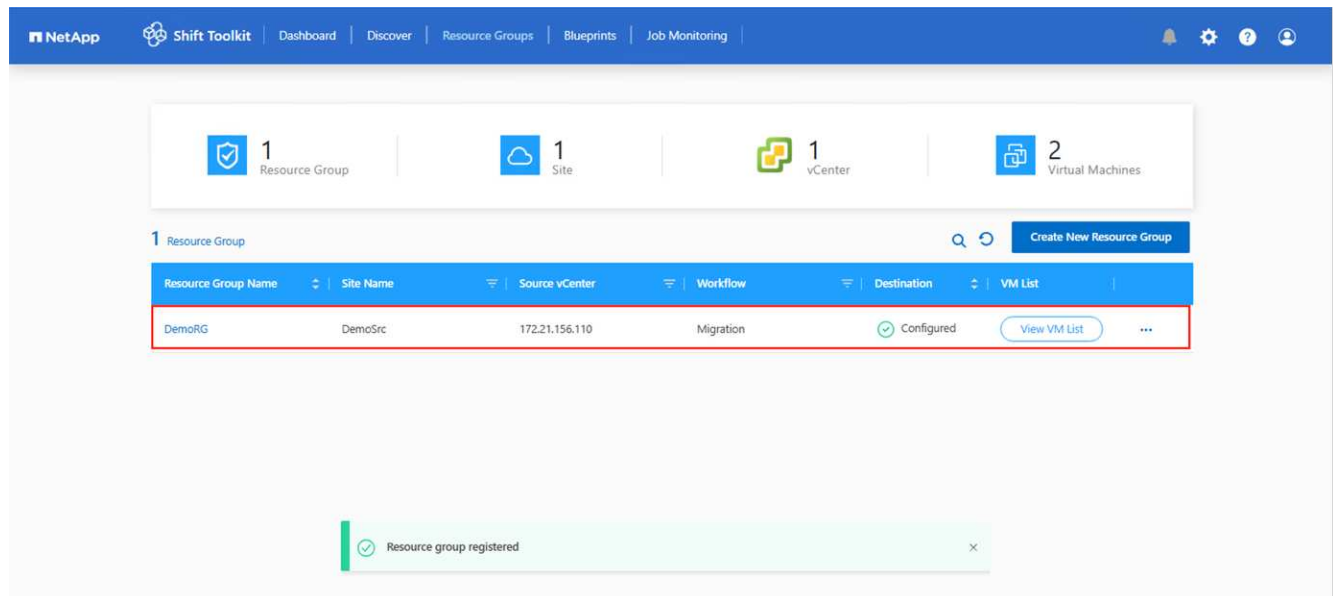 NetApp Shift Toolkit Dashboard Discover Resource Groups Blueprints Job Monitoring
1
Resource Group
1
Site
1
vCenter
2
Virtual Machines
1 Resource Group
Create New Resource Group
Resource Group Name Site Name Source vCenter Workflow Destination VM List
DemoRG DemoSrc 172.21.156.110 Migration Configured View VM List ...
Resource group registered